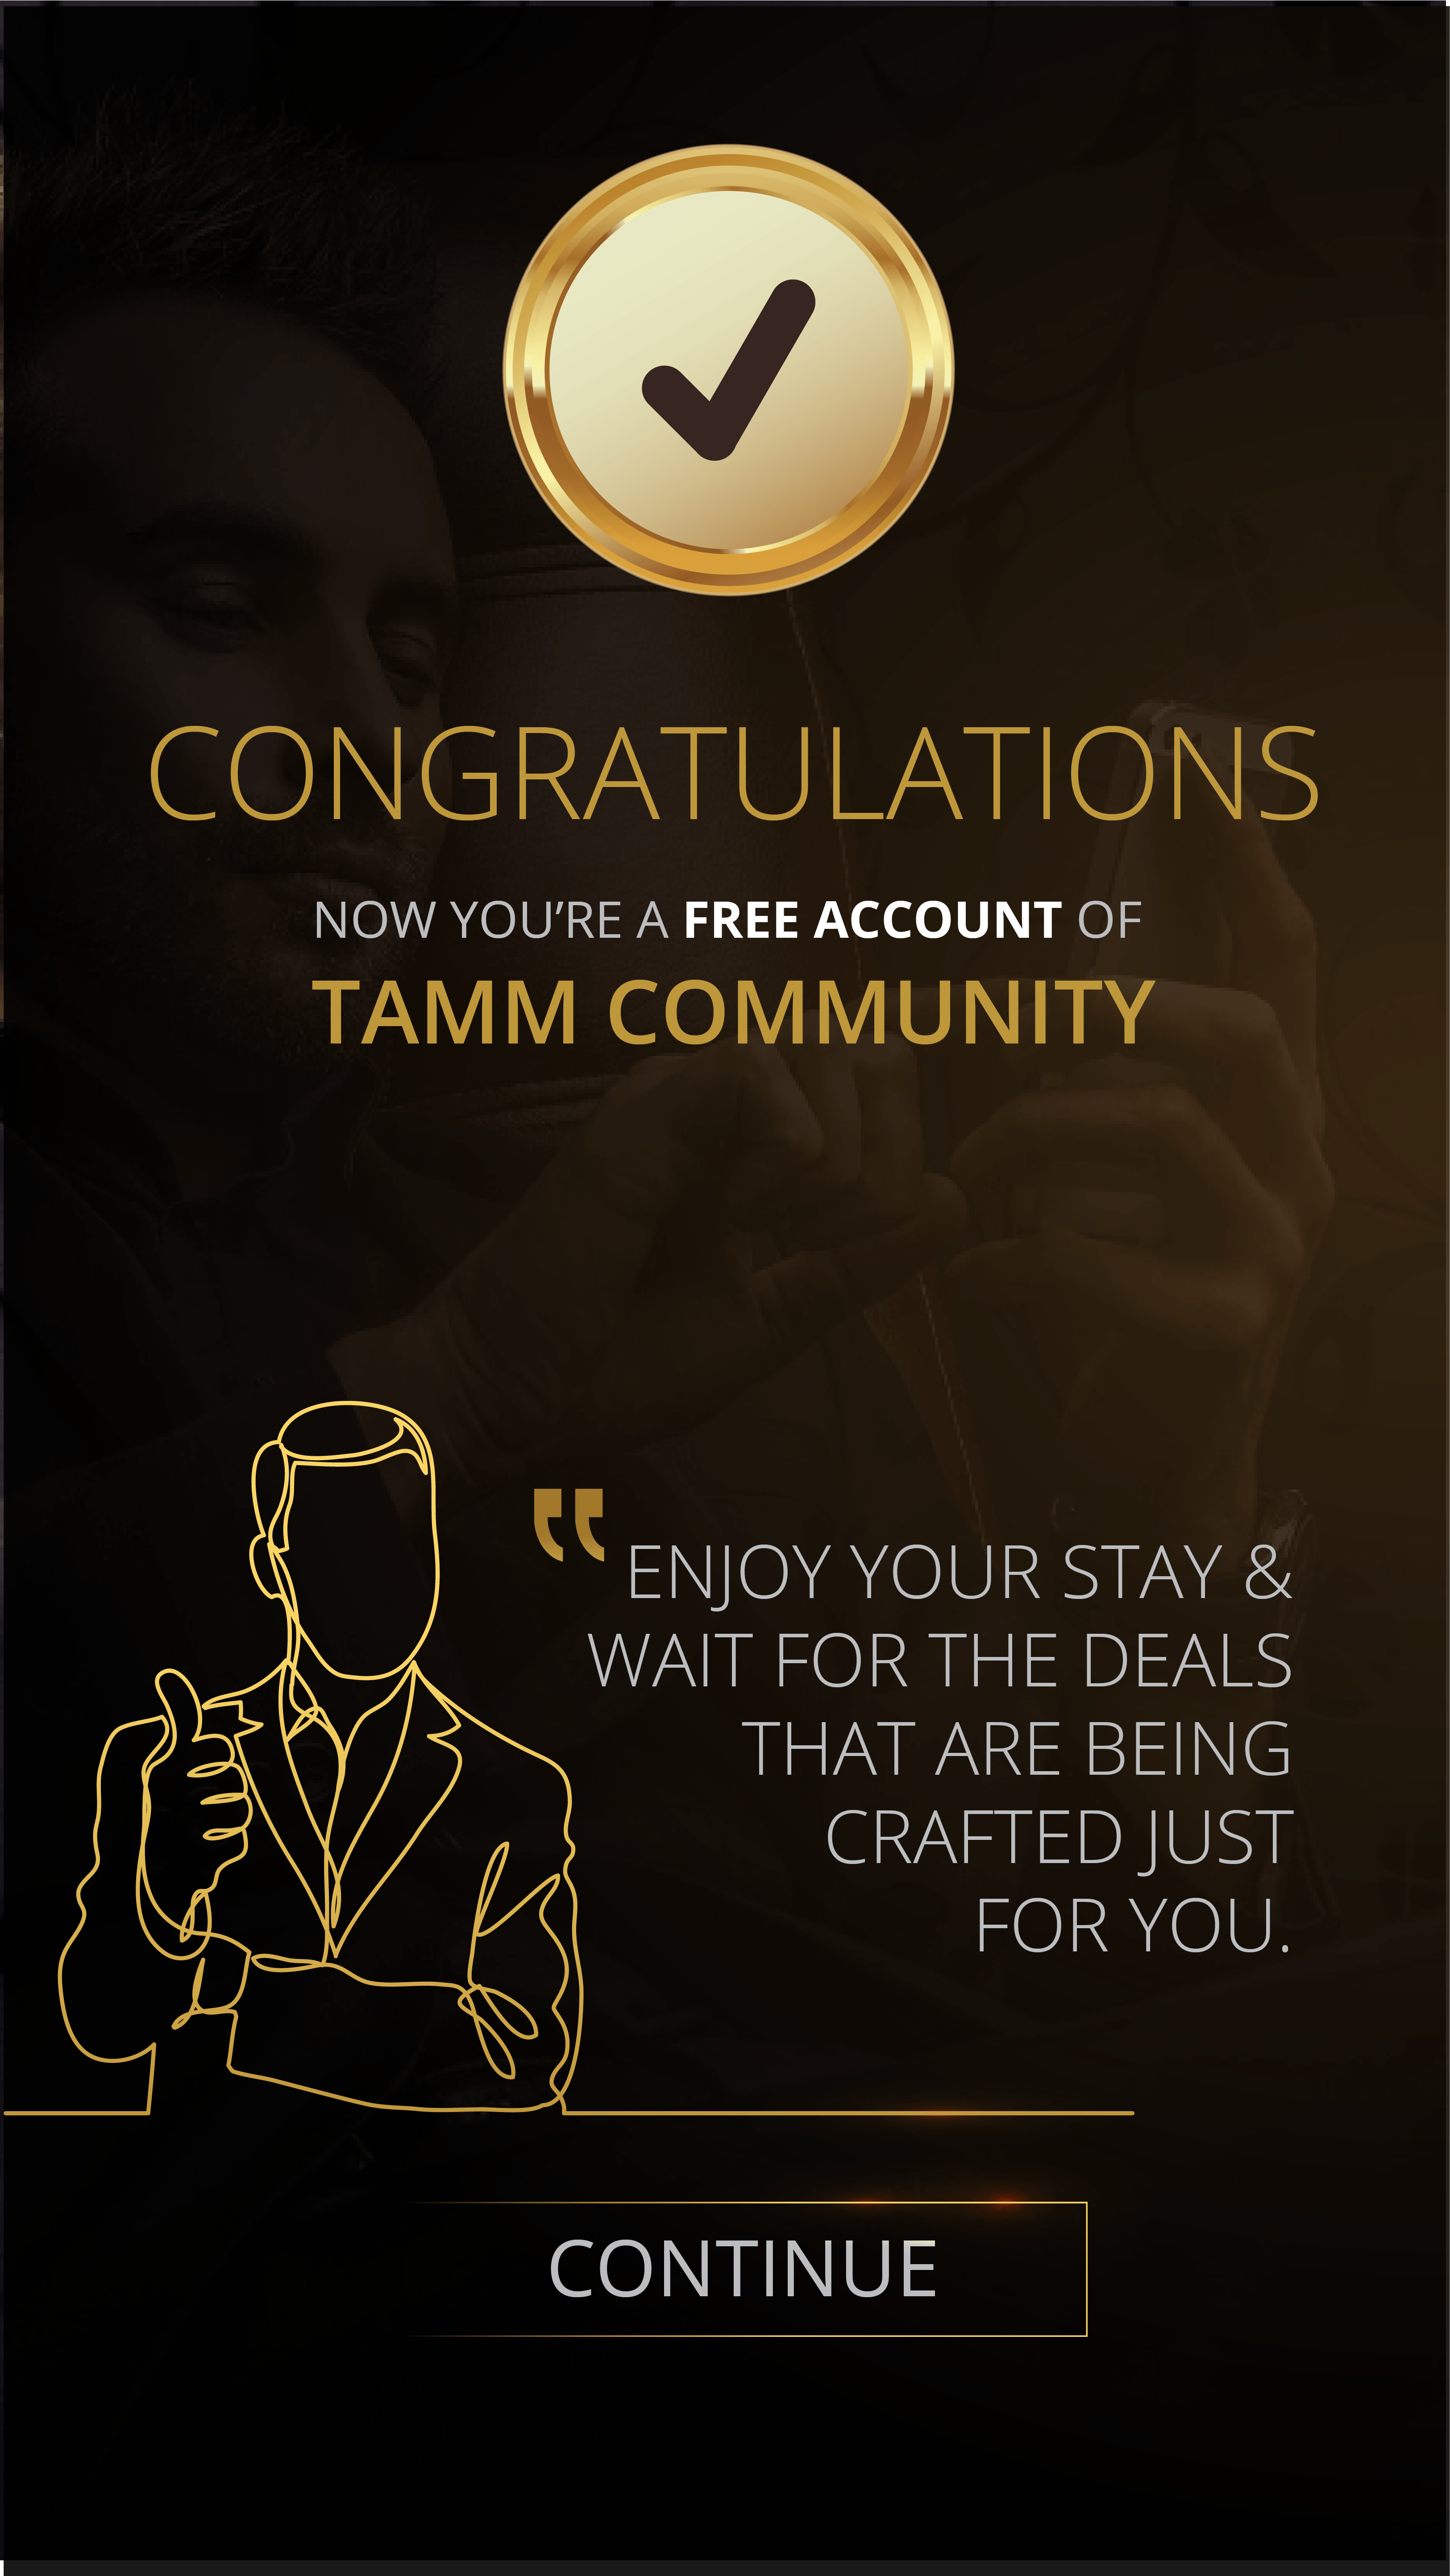 CONGRATULATIONS
NOW YOU’RE A FREE ACCOUNT OF
TAMM COMMUNITY
“ ENJOY YOUR STAY &
WAIT FOR THE DEALS
THAT ARE BEING
CRAFTED JUST
FOR YOU.
CONTINUE